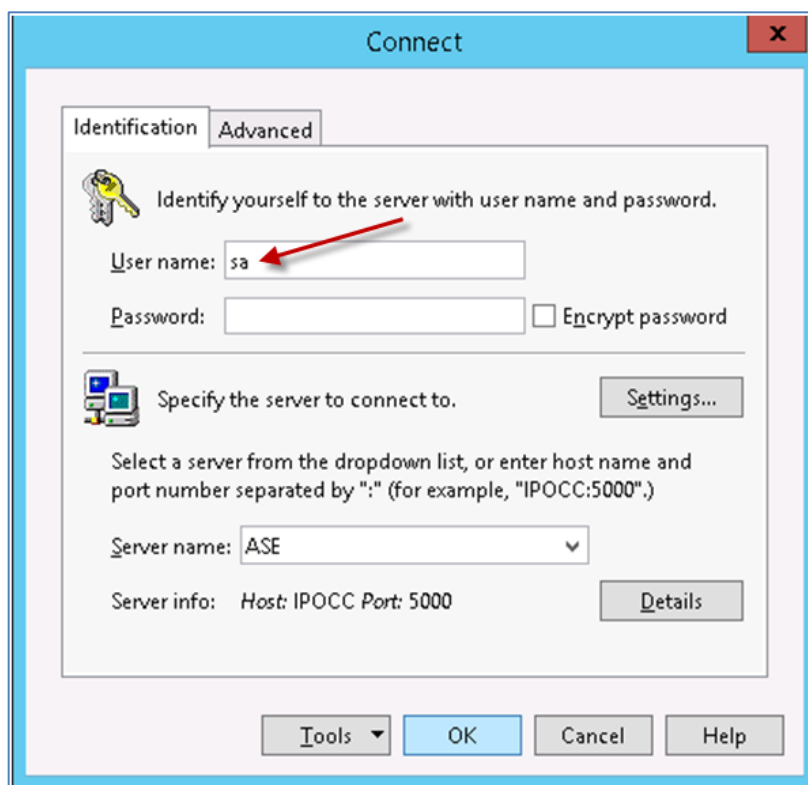 Connect
x
Identification Advanced
Identify yourself to the server with user name and password.
User name: sa
Password: Encrypt password
Specify the server to connect to. Settings...
Select a server from the dropdown list, or enter host name and
port number separated by ":" (for example, "IPOCC:5000".)
Server name: ASE
Server info: Host: IPOCC Port: 5000 Details
Tools OK Cancel Help